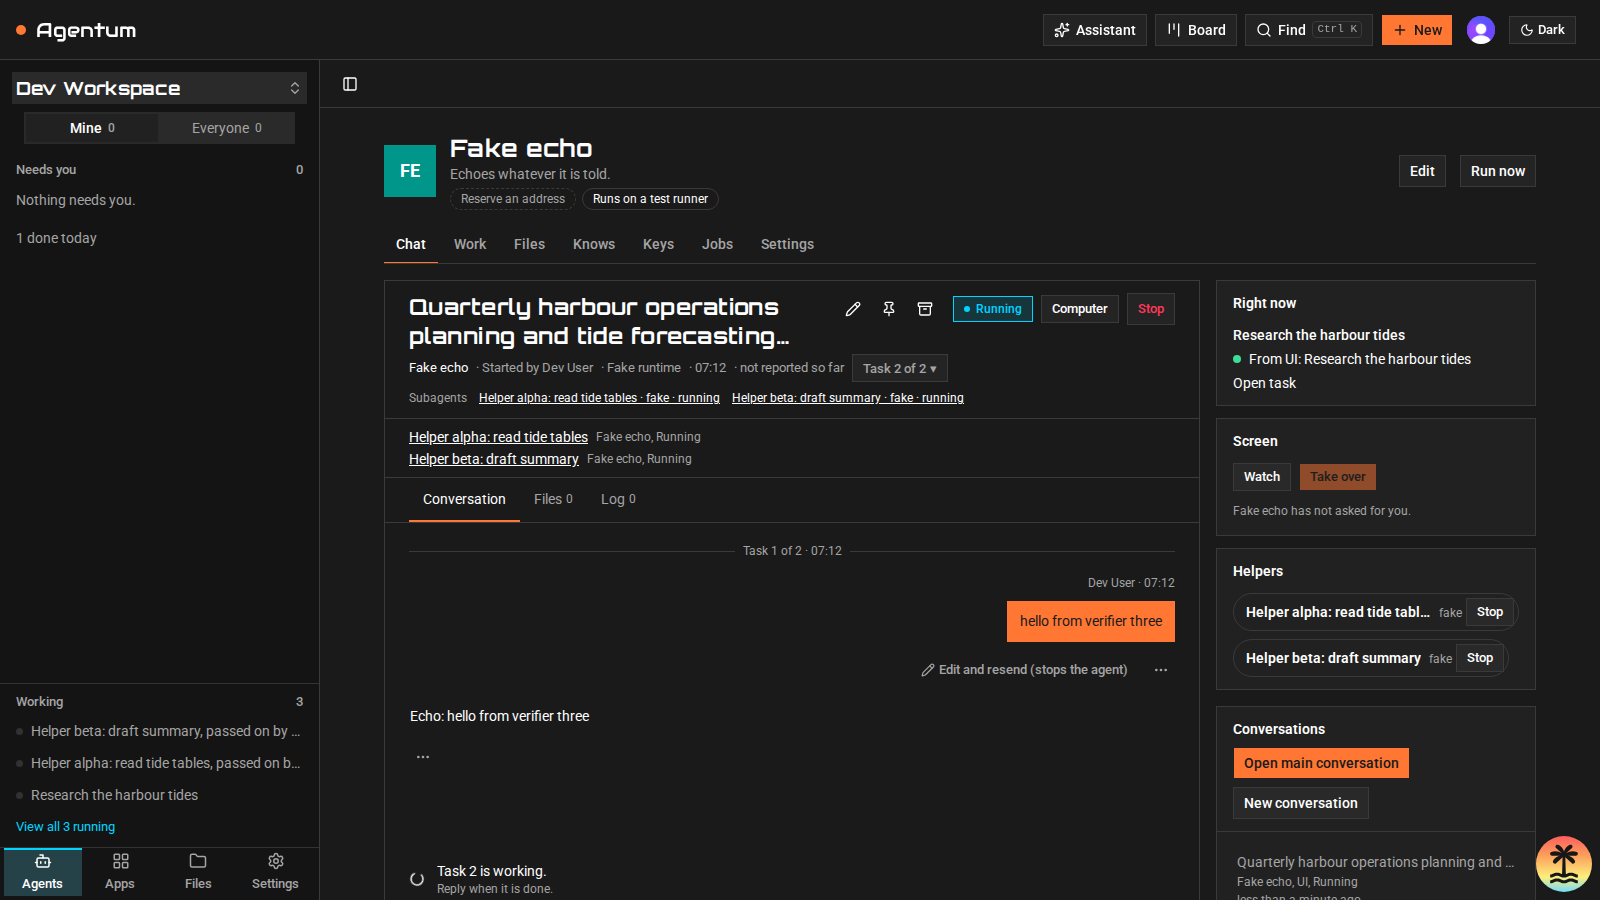 Agentum
Assistant
Board
Find Ctrl K
New
Dark
Dev Workspace
Mine 0
Everyone 0
Needs you 0
Nothing needs you.
1 done today
Working 3
Helper beta: draft summary, passed on by ...
Helper alpha: read tide tables, passed on b...
Research the harbour tides
View all 3 running
Agents
Apps
Files
Settings
FE
Fake echo
Echoes whatever it is told.
Reserve an address
Runs on a test runner
Edit
Run now
Chat
Work
Files
Knows
Keys
Jobs
Settings
Quarterly harbour operations
planning and tide forecasting...
Running
Computer
Stop
Fake echo · Started by Dev User · Fake runtime · 07:12 · not reported so far
Task 2 of 2 ▾
Subagents Helper alpha: read tide tables · fake · running Helper beta: draft summary · fake · running
Helper alpha: read tide tables Fake echo, Running
Helper beta: draft summary Fake echo, Running
Conversation
Files 0
Log 0
Task 1 of 2 · 07:12
Dev User · 07:12
hello from verifier three
Edit and resend (stops the agent)
Echo: hello from verifier three
Task 2 is working.
Reply when it is done.
Right now
Research the harbour tides
From UI: Research the harbour tides
Open task
Screen
Watch
Take over
Fake echo has not asked for you.
Helpers
Helper alpha: read tide tabl... fake Stop
Helper beta: draft summary fake Stop
Conversations
Open main conversation
New conversation
Quarterly harbour operations planning and ...
Fake echo, UI, Running
less than a minute ago